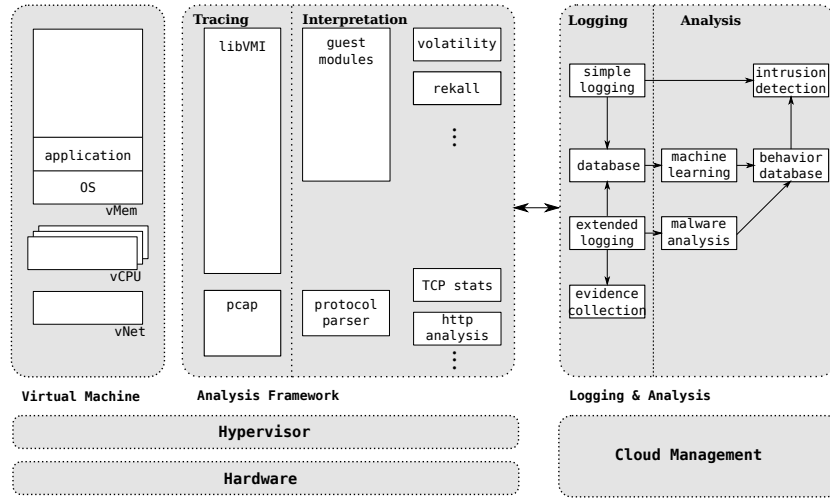 application
OS
vMem
vCPU
vNet
Virtual Machine
Tracing
Interpretation
libVMI
guest
modules
volatility
rekall
pcap
protocol
parser
TCP stats
http
analysis
Analysis Framework
Logging
Analysis
simple
logging
intrusion
detection
database
machine
learning
behavior
database
extended
logging
malware
analysis
evidence
collection
Logging & Analysis
Hypervisor
Hardware
Cloud Management